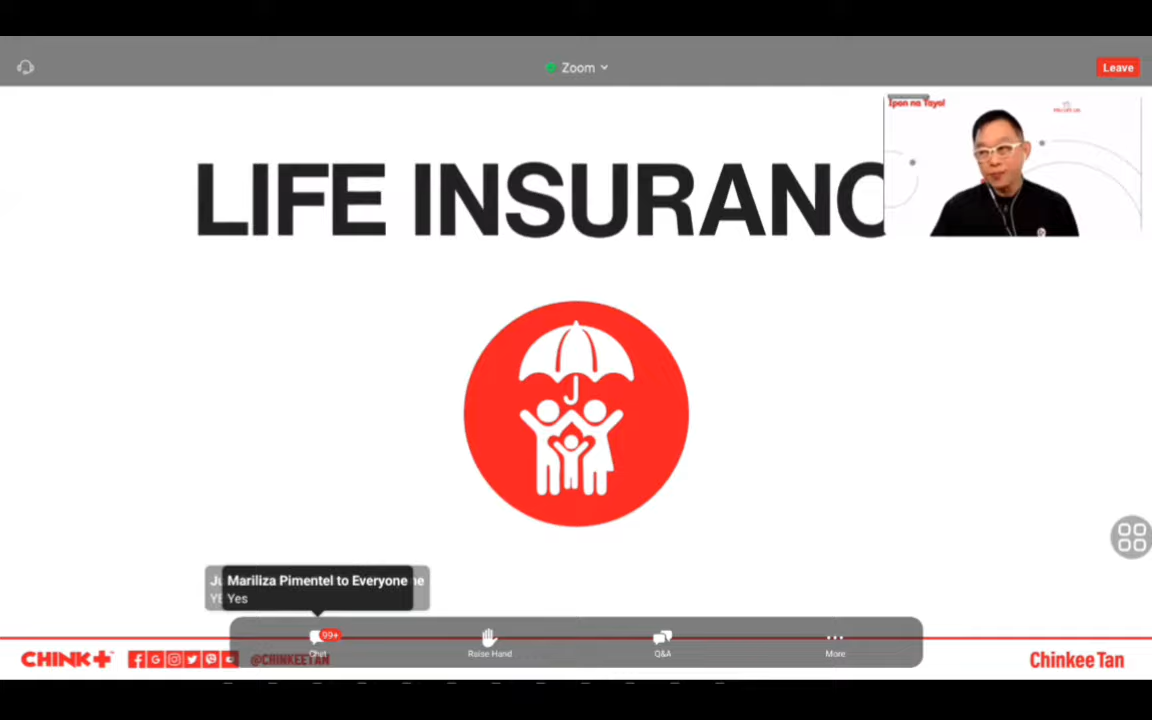 Zoom
Leave
Ipon na Tayo!
LIFE INSURANC
Mariliza Pimentel to Everyone
Yes
99+
Chat
Raise Hand
Q&A
More
CHINK+
@CHINKEETAN
Chinkee Tan